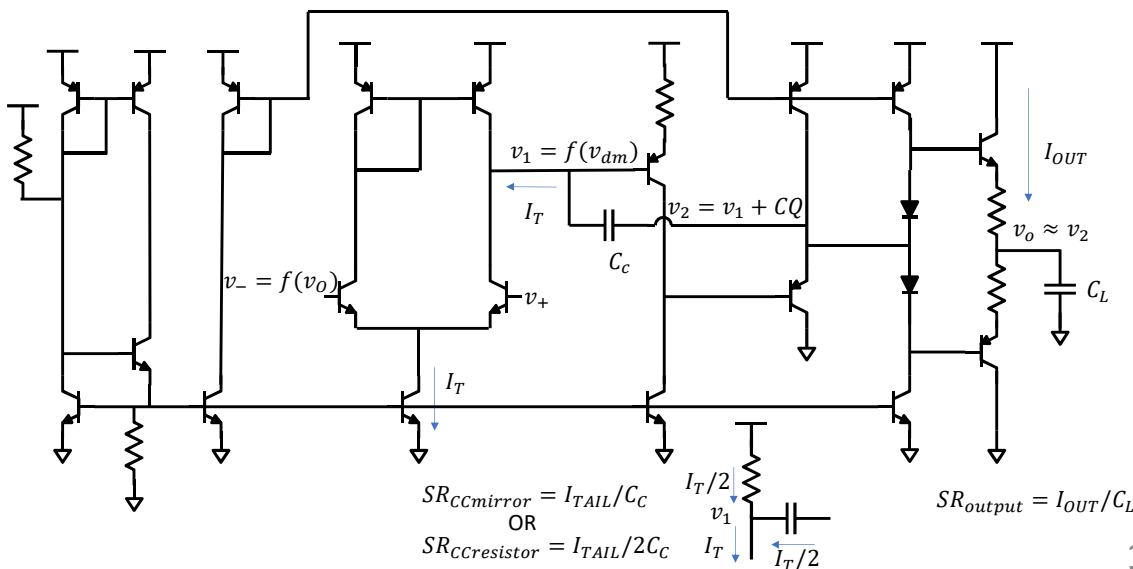 I_OUT
v_1 = f(v_dm)
I_T
v_2 = v_1 + CQ
v_o ≈ v_2
C_c
C_L
v_− = f(v_O)
v_+
I_T
SR_CCmirror = I_TAIL/C_C
OR
SR_CCresistor = I_TAIL/2C_C
I_T/2
v_1
I_T
I_T/2
SR_output = I_OUT/C_L